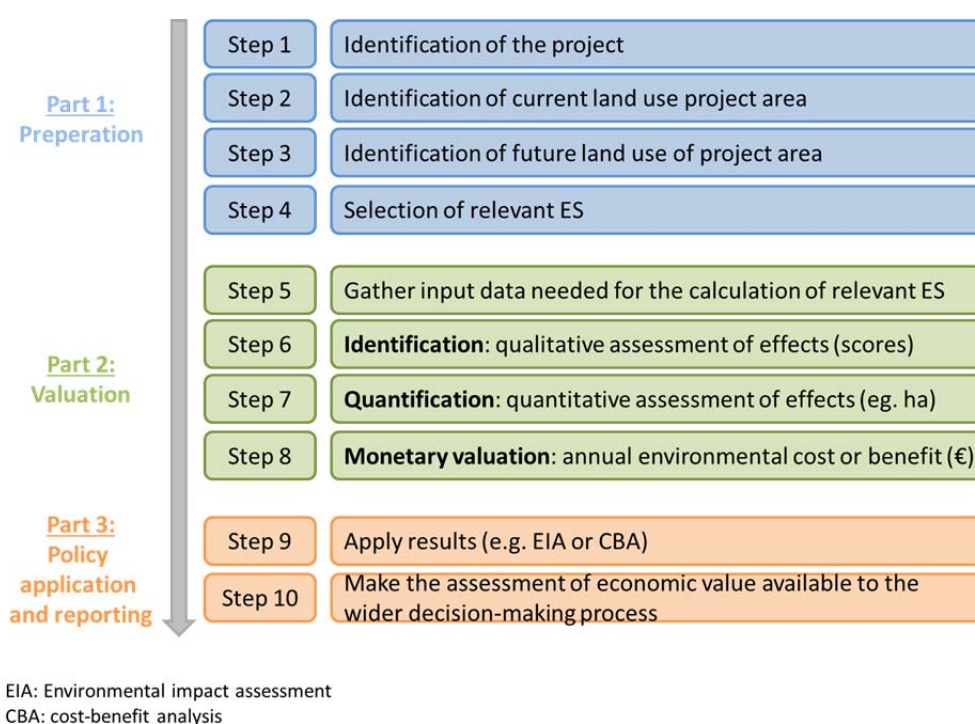 Part 1:
Preperation
Step 1 Identification of the project
Step 2 Identification of current land use project area
Step 3 Identification of future land use of project area
Step 4 Selection of relevant ES
Part 2:
Valuation
Step 5 Gather input data needed for the calculation of relevant ES
Step 6 Identification: qualitative assessment of effects (scores)
Step 7 Quantification: quantitative assessment of effects (eg. ha)
Step 8 Monetary valuation: annual environmental cost or benefit (€)
Part 3:
Policy
application
and reporting
Step 9 Apply results (e.g. EIA or CBA)
Step 10 Make the assessment of economic value available to the
wider decision-making process
EIA: Environmental impact assessment
CBA: cost-benefit analysis